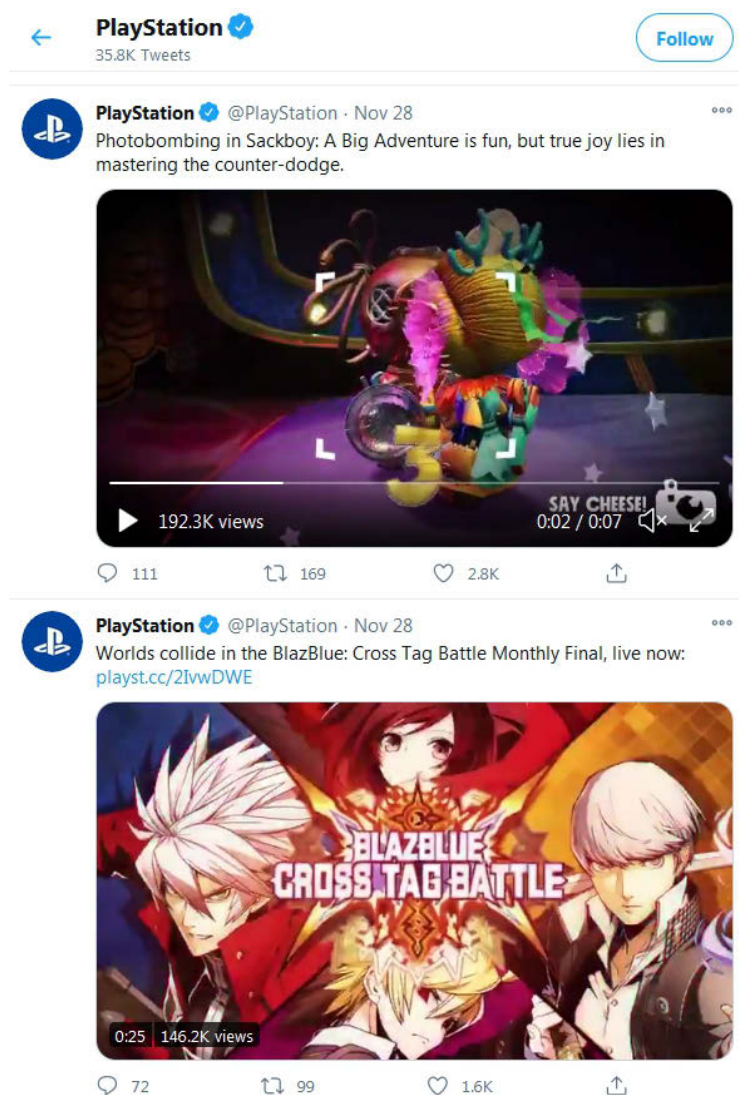 PlayStation
35.8K Tweets
Follow
PlayStation @PlayStation · Nov 28
Photobombing in Sackboy: A Big Adventure is fun, but true joy lies in
mastering the counter-dodge.
3
SAY CHEESE!
192.3K views
0:02 / 0:07
111 169 2.8K
PlayStation @PlayStation · Nov 28
Worlds collide in the BlazBlue: Cross Tag Battle Monthly Final, live now:
playst.cc/2IvwDWE
BLAZBLUE
CROSS TAG BATTLE
0:25 146.2K views
72 99 1.6K